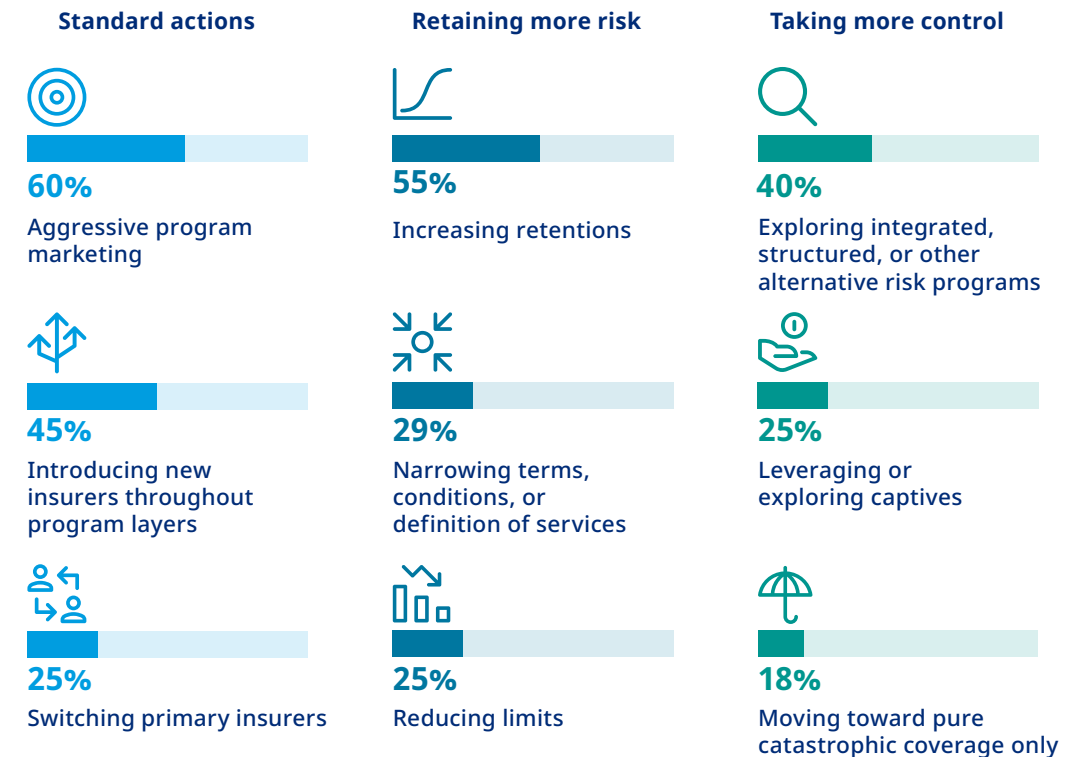 Standard actions
60%
Aggressive program
marketing
45%
Introducing new
insurers throughout
program layers
25%
Switching primary insurers
Retaining more risk
55%
Increasing retentions
29%
Narrowing terms,
conditions, or
definition of services
25%
Reducing limits
Taking more control
40%
Exploring integrated,
structured, or other
alternative risk programs
25%
Leveraging or
exploring captives
18%
Moving toward pure
catastrophic coverage only